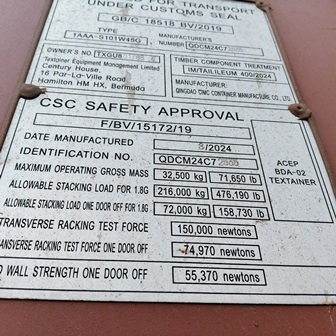 FOR TRANSPORT
UNDER CUSTOMS SEAL
GB/C 18518 BV/2019
TYPE
1AAA-S101W45G
MANUFACTURER'S
NUMBER QDCM24C7
OWNER'S NO. TXGU8
Textainer Equipment Management Limited
Century House,
16 Par-La-Ville Road
Hamilton HM HX, Bermuda
TIMBER COMPONENT TREATMENT
IM/TAILILEUM 400/2024
MANUFACTURER:
QINGDAO CIMC CONTAINER MANUFACTURE CO., LTD
CSC SAFETY APPROVAL
F/BV/15172/19
DATE MANUFACTURED 8/2024
IDENTIFICATION NO. QDCM24C7
MAXIMUM OPERATING GROSS MASS 32,500 kg 71,650 lb
ALLOWABLE STACKING LOAD FOR 1.8G 216,000 kg 476,190 lb
ALLOWABLE STACKING LOAD ONE DOOR OFF FOR 1.8G 72,000 kg 158,730 lb
ACEP
BDA-02
TEXTAINER
TRANSVERSE RACKING TEST FORCE 150,000 newtons
TRANSVERSE RACKING TEST FORCE ONE DOOR OFF 74,970 newtons
WALL STRENGTH ONE DOOR OFF 55,370 newtons